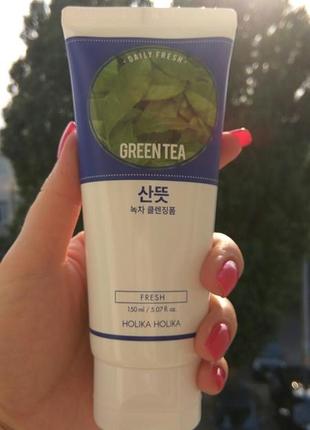 • DAILY FRESH •
GREEN TEA
산뜻
녹차 클렌징폼
FRESH
150 ml / 5.07 fl. oz.
HOLIKA HOLIKA